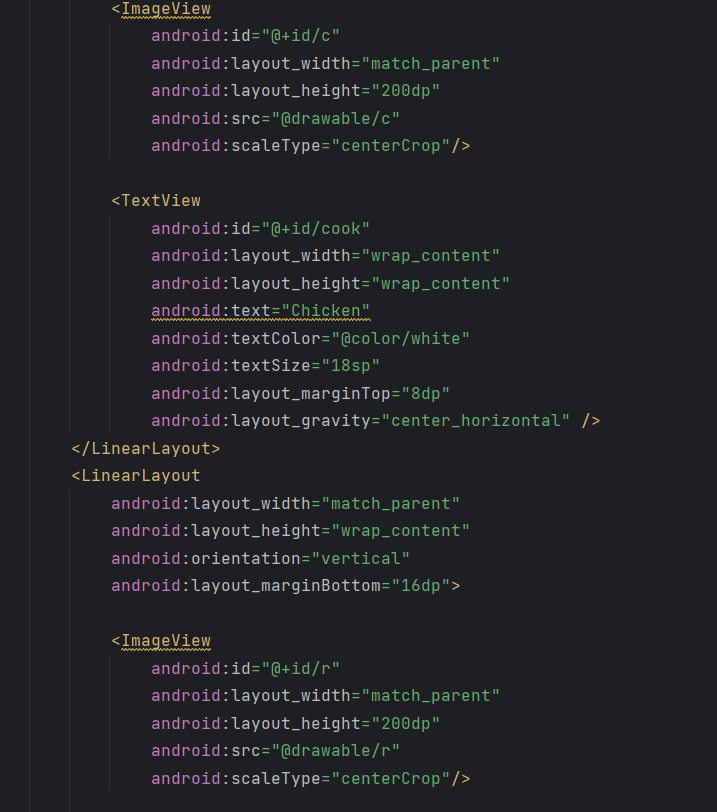 <ImageView
android:id="@+id/c"
android:layout_width="match_parent"
android:layout_height="200dp"
android:src="@drawable/c"
android:scaleType="centerCrop"/>
<TextView
android:id="@+id/cook"
android:layout_width="wrap_content"
android:layout_height="wrap_content"
android:text="Chicken"
android:textColor="@color/white"
android:textSize="18sp"
android:layout_marginTop="8dp"
android:layout_gravity="center_horizontal" />
</LinearLayout>
<LinearLayout
android:layout_width="match_parent"
android:layout_height="wrap_content"
android:orientation="vertical"
android:layout_marginBottom="16dp">
<ImageView
android:id="@+id/r"
android:layout_width="match_parent"
android:layout_height="200dp"
android:src="@drawable/r"
android:scaleType="centerCrop"/>